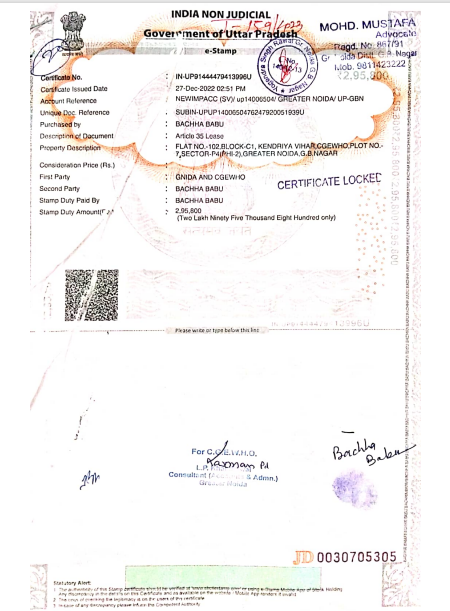 INDIA NON JUDICIAL
Government of Uttar Pradesh
e-Stamp
MOHD. MUSTAFA
Advocate
Regd. No. 867/91
Mob. 9811423222
₹2,95,800
Certificate No. : IN-UP91444479413996U
Certificate Issued Date : 27-Dec-2022 02:51 PM
Account Reference : NEWIMPACC (SV)/ up14006504/ GREATER NOIDA/ UP-GBN
Unique Doc. Reference : SUBIN-UPUP1400650476247920051939U
Purchased by : BACHHA BABU
Description of Document : Article 35 Lease
Property Description : FLAT NO.-102,BLOCK-C1, KENDRIYA VIHAR,CGEWHO,PLOT NO.-
7,SECTOR-P4(PHI-2),GREATER NOIDA,G.B.NAGAR
Consideration Price (Rs.) :
First Party : GNIDA AND CGEWHO
Second Party : BACHHA BABU
Stamp Duty Paid By : BACHHA BABU
Stamp Duty Amount : 2,95,800
(Two Lakh Ninety Five Thousand Eight Hundred only)
CERTIFICATE LOCKED
Please write or type below this line
For C.G.E.W.H.O.
Consultant & Admn.)
Greater Noida
Bachha
Babu
JD 0030705305
Statutory Alert: